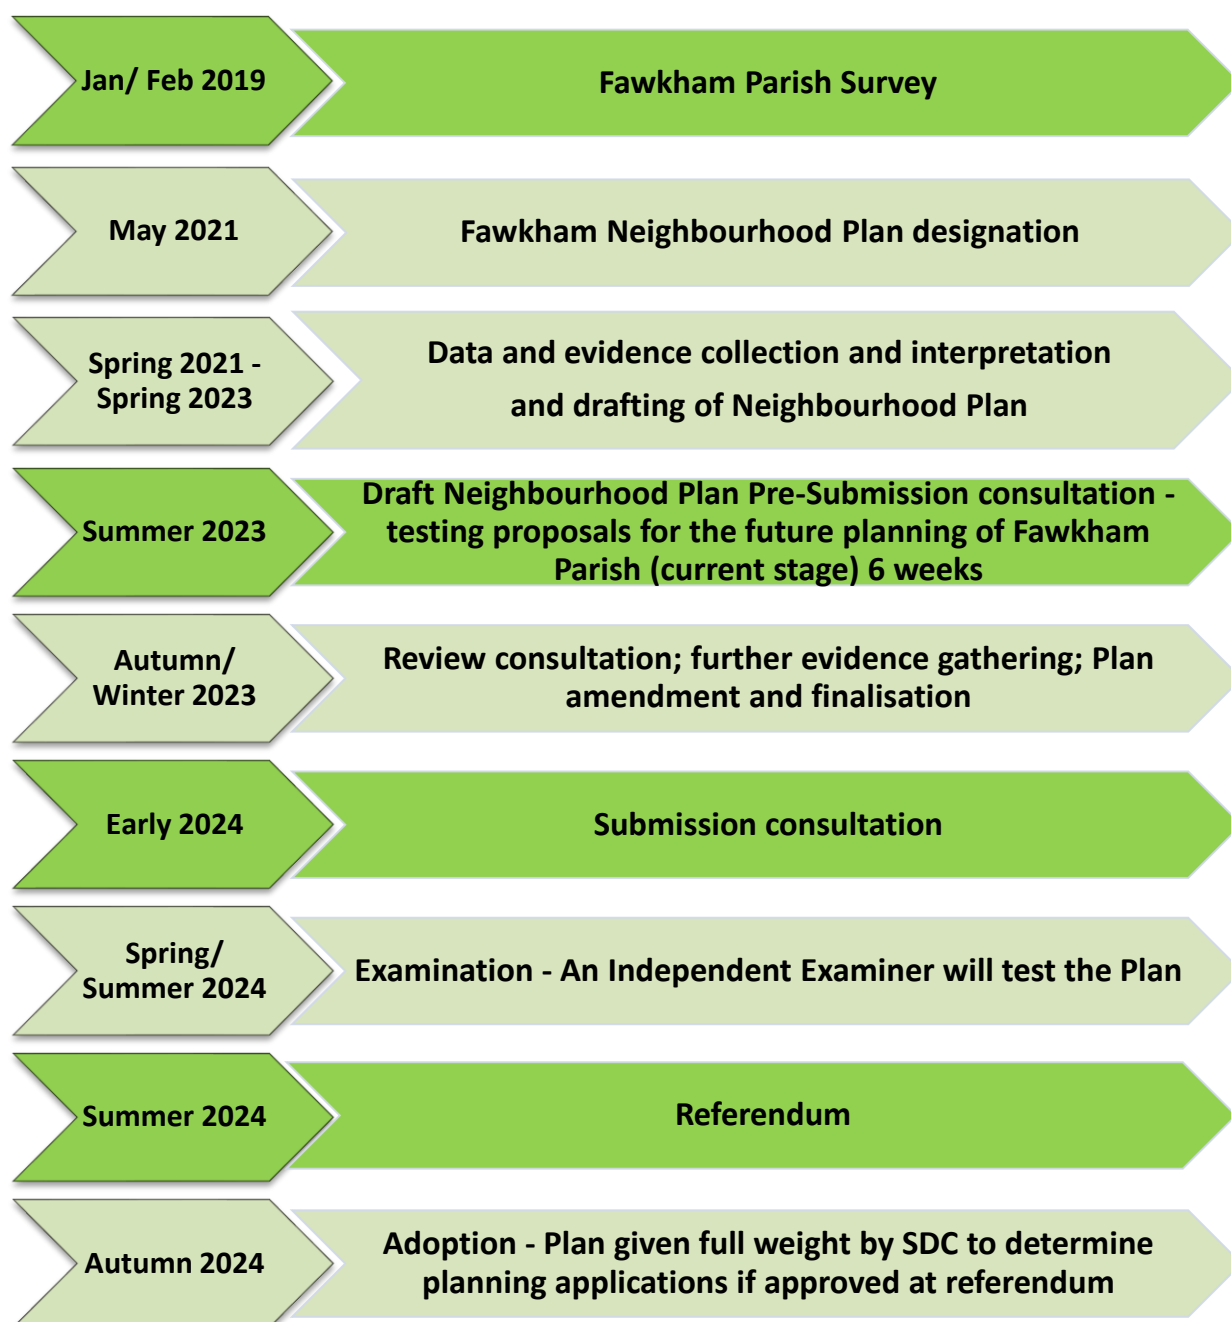 Jan/ Feb 2019
Fawkham Parish Survey
May 2021
Fawkham Neighbourhood Plan designation
Spring 2021 -
Spring 2023
Data and evidence collection and interpretation
and drafting of Neighbourhood Plan
Summer 2023
Draft Neighbourhood Plan Pre-Submission consultation -
testing proposals for the future planning of Fawkham
Parish (current stage) 6 weeks
Autumn/
Winter 2023
Review consultation; further evidence gathering; Plan
amendment and finalisation
Early 2024
Submission consultation
Spring/
Summer 2024
Examination - An Independent Examiner will test the Plan
Summer 2024
Referendum
Autumn 2024
Adoption - Plan given full weight by SDC to determine
planning applications if approved at referendum